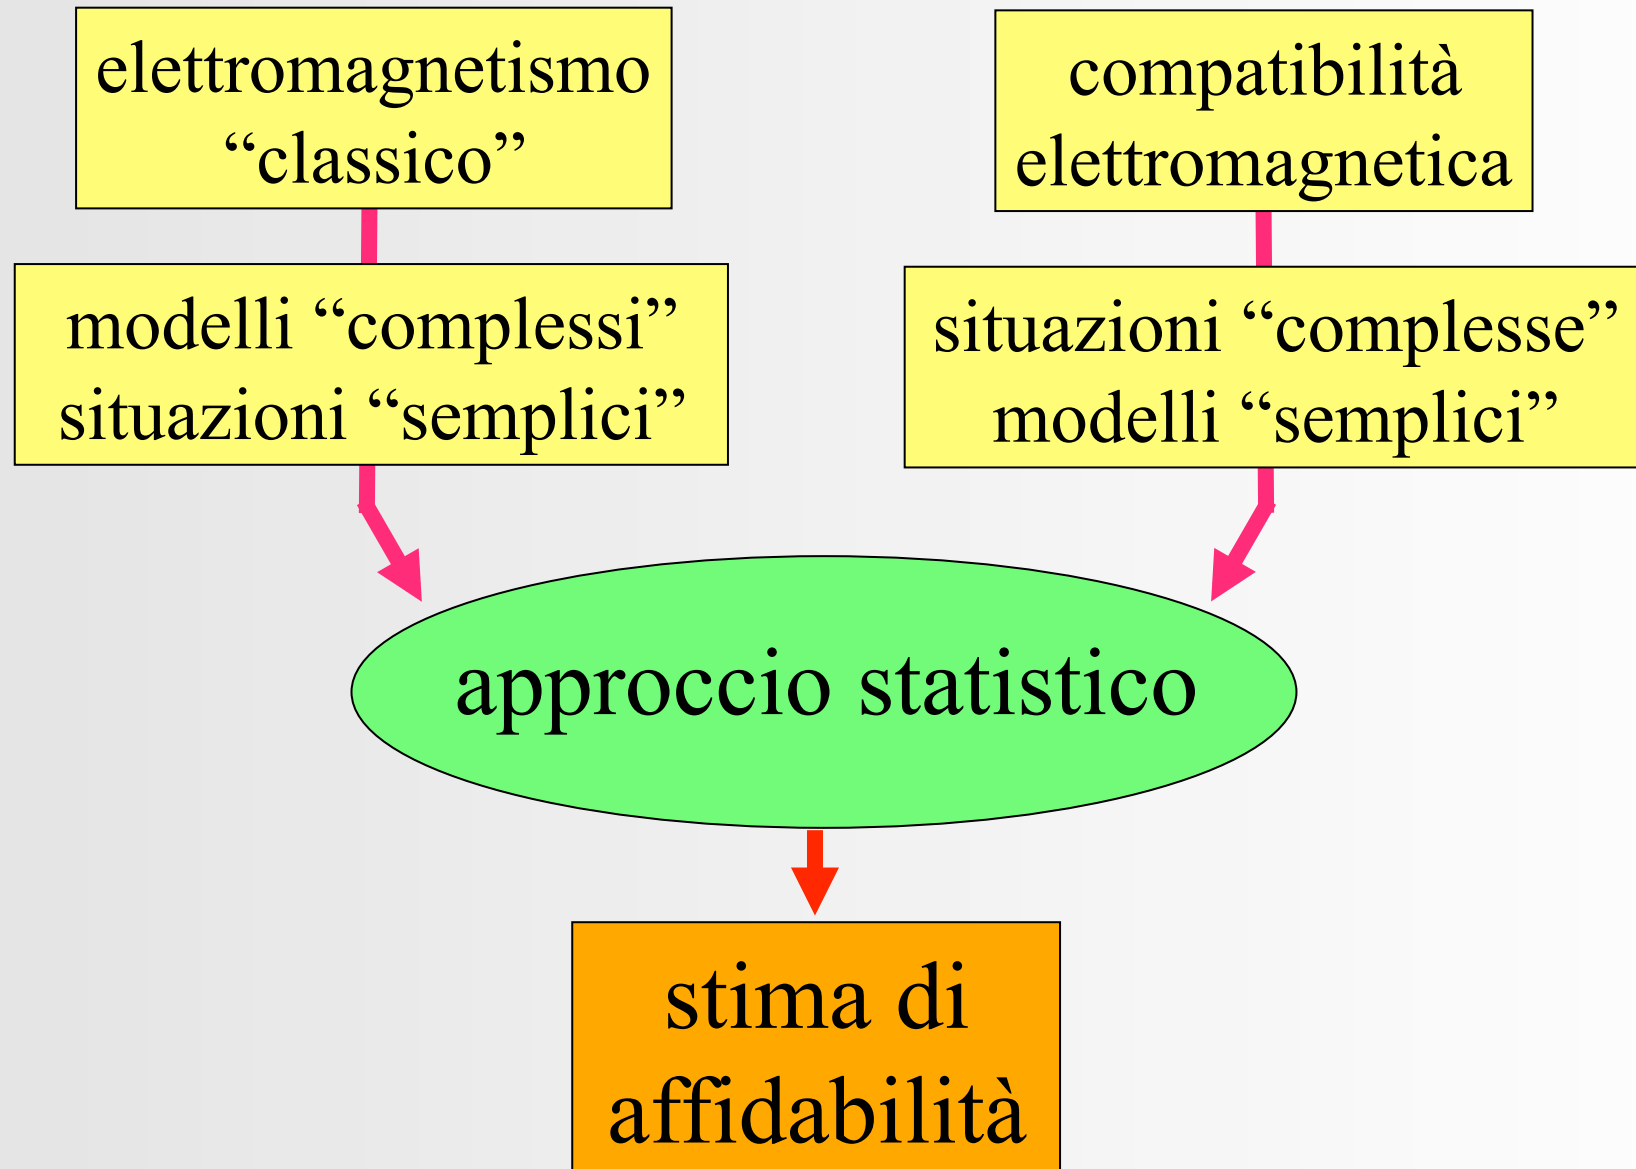 elettromagnetismo
“classico”
compatibilità
elettromagnetica
modelli “complessi”
situazioni “semplici”
situazioni “complesse”
modelli “semplici”
approccio statistico
stima di
affidabilità